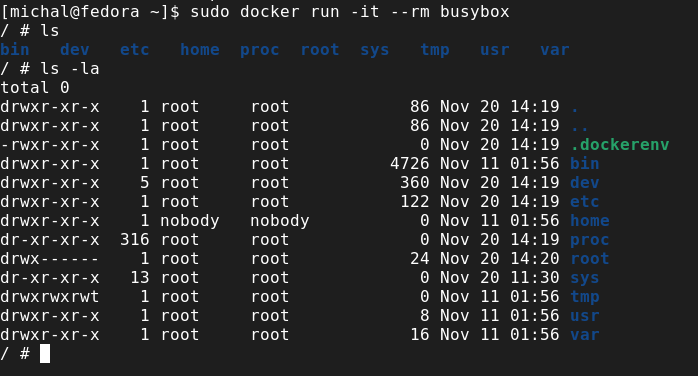 [michal@fedora ~]$ sudo docker run -it --rm busybox
/ # ls
bin   dev   etc   home  proc  root  sys   tmp   usr   var
/ # ls -la
total 0
drwxr-xr-x    1 root     root            86 Nov 20 14:19 .
drwxr-xr-x    1 root     root            86 Nov 20 14:19 ..
-rwxr-xr-x    1 root     root             0 Nov 20 14:19 .dockerenv
drwxr-xr-x    1 root     root          4726 Nov 11 01:56 bin
drwxr-xr-x    5 root     root           360 Nov 20 14:19 dev
drwxr-xr-x    1 root     root           122 Nov 20 14:19 etc
drwxr-xr-x    1 nobody   nobody           0 Nov 11 01:56 home
dr-xr-xr-x  316 root     root             0 Nov 20 14:19 proc
drwx------    1 root     root            24 Nov 20 14:20 root
dr-xr-xr-x   13 root     root             0 Nov 20 11:30 sys
drwxrwxrwt    1 root     root             0 Nov 11 01:56 tmp
drwxr-xr-x    1 root     root             8 Nov 11 01:56 usr
drwxr-xr-x    1 root     root            16 Nov 11 01:56 var
/ #